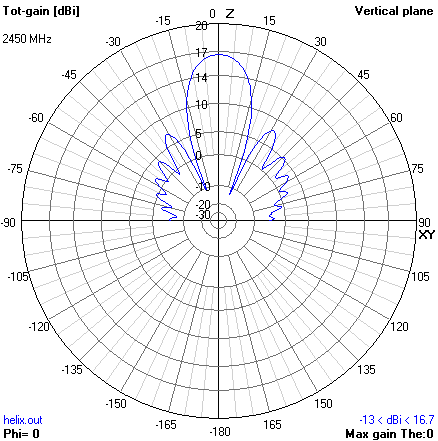 Tot-gain [dBi] 0 Z Vertical plane
2450 MHz
-15 20 15
-30 17 30
-45 14 45
-60 10 60
5
-75 0 75
-10
-20
-30
-90 90
XY
-105 105
-120 120
-135 135
-150 150
-165 -180 165
helix.out -13 < dBi < 16.7
Phi= 0 Max gain The:0